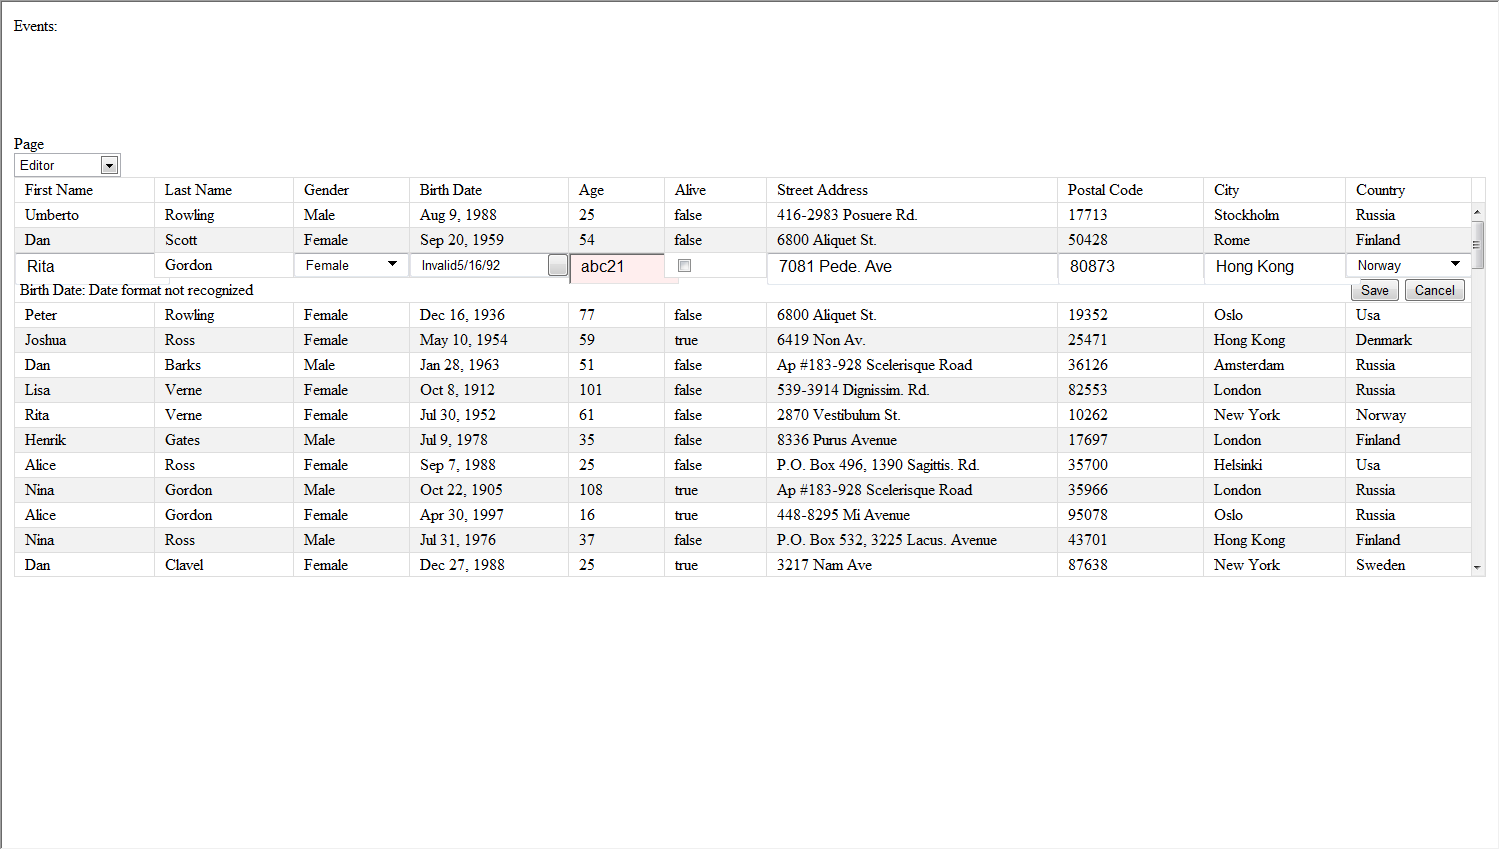 Events:
Page
Editor
First Name Last Name Gender Birth Date Age Alive Street Address Postal Code City Country
Umberto Rowling Male Aug 9, 1988 25 false 416-2983 Posuere Rd. 17713 Stockholm Russia
Dan Scott Female Sep 20, 1959 54 false 6800 Aliquet St. 50428 Rome Finland
Rita Gordon Female Invalid5/16/92 abc21 7081 Pede. Ave 80873 Hong Kong Norway
Birth Date: Date format not recognized Save Cancel
Peter Rowling Female Dec 16, 1936 77 false 6800 Aliquet St. 19352 Oslo Usa
Joshua Ross Female May 10, 1954 59 true 6419 Non Av. 25471 Hong Kong Denmark
Dan Barks Male Jan 28, 1963 51 false Ap #183-928 Scelerisque Road 36126 Amsterdam Russia
Lisa Verne Female Oct 8, 1912 101 false 539-3914 Dignissim. Rd. 82553 London Russia
Rita Verne Female Jul 30, 1952 61 false 2870 Vestibulum St. 10262 New York Norway
Henrik Gates Male Jul 9, 1978 35 false 8336 Purus Avenue 17697 London Finland
Alice Ross Female Sep 7, 1988 25 false P.O. Box 496, 1390 Sagittis. Rd. 35700 Helsinki Usa
Nina Gordon Male Oct 22, 1905 108 true Ap #183-928 Scelerisque Road 35966 London Russia
Alice Gordon Female Apr 30, 1997 16 true 448-8295 Mi Avenue 95078 Oslo Russia
Nina Ross Male Jul 31, 1976 37 false P.O. Box 532, 3225 Lacus. Avenue 43701 Hong Kong Finland
Dan Clavel Female Dec 27, 1988 25 true 3217 Nam Ave 87638 New York Sweden